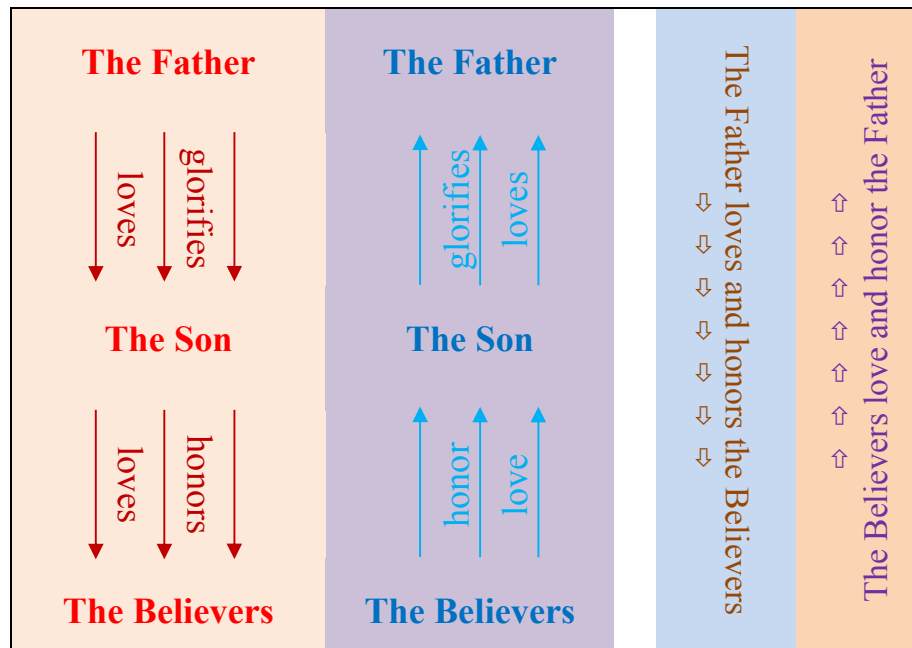 The Father
loves
glorifies
The Son
loves
honors
The Believers
The Father
glorifies
loves
The Son
honor
love
The Believers
The Father loves and honors the Believers
The Believers love and honor the Father